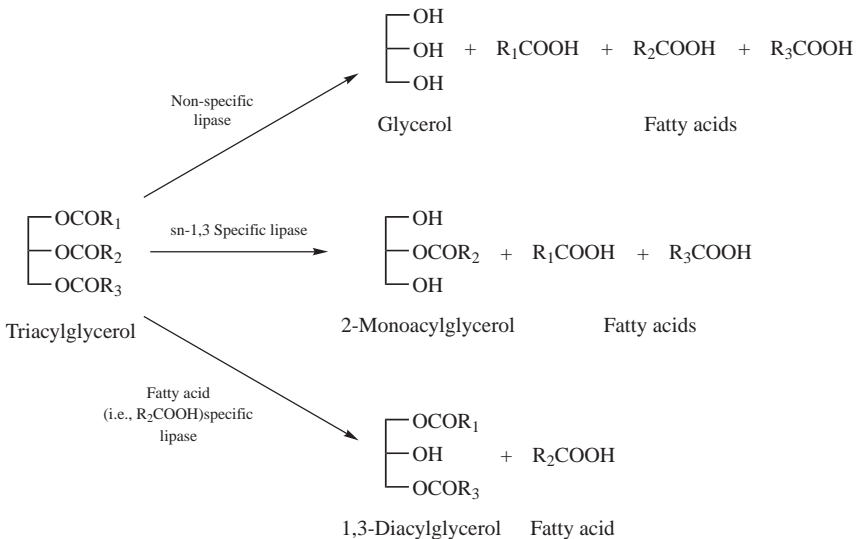 OH
OH + R₁COOH + R₂COOH + R₃COOH
OH
Glycerol Fatty acids
Non-specific
lipase
OCOR₁
OCOR₂
OCOR₃
Triacylglycerol
sn-1,3 Specific lipase
OH
OCOR₂ + R₁COOH + R₃COOH
OH
2-Monoacylglycerol Fatty acids
Fatty acid
(i.e., R₂COOH)specific
lipase
OCOR₁
OH + R₂COOH
OCOR₃
1,3-Diacylglycerol Fatty acid